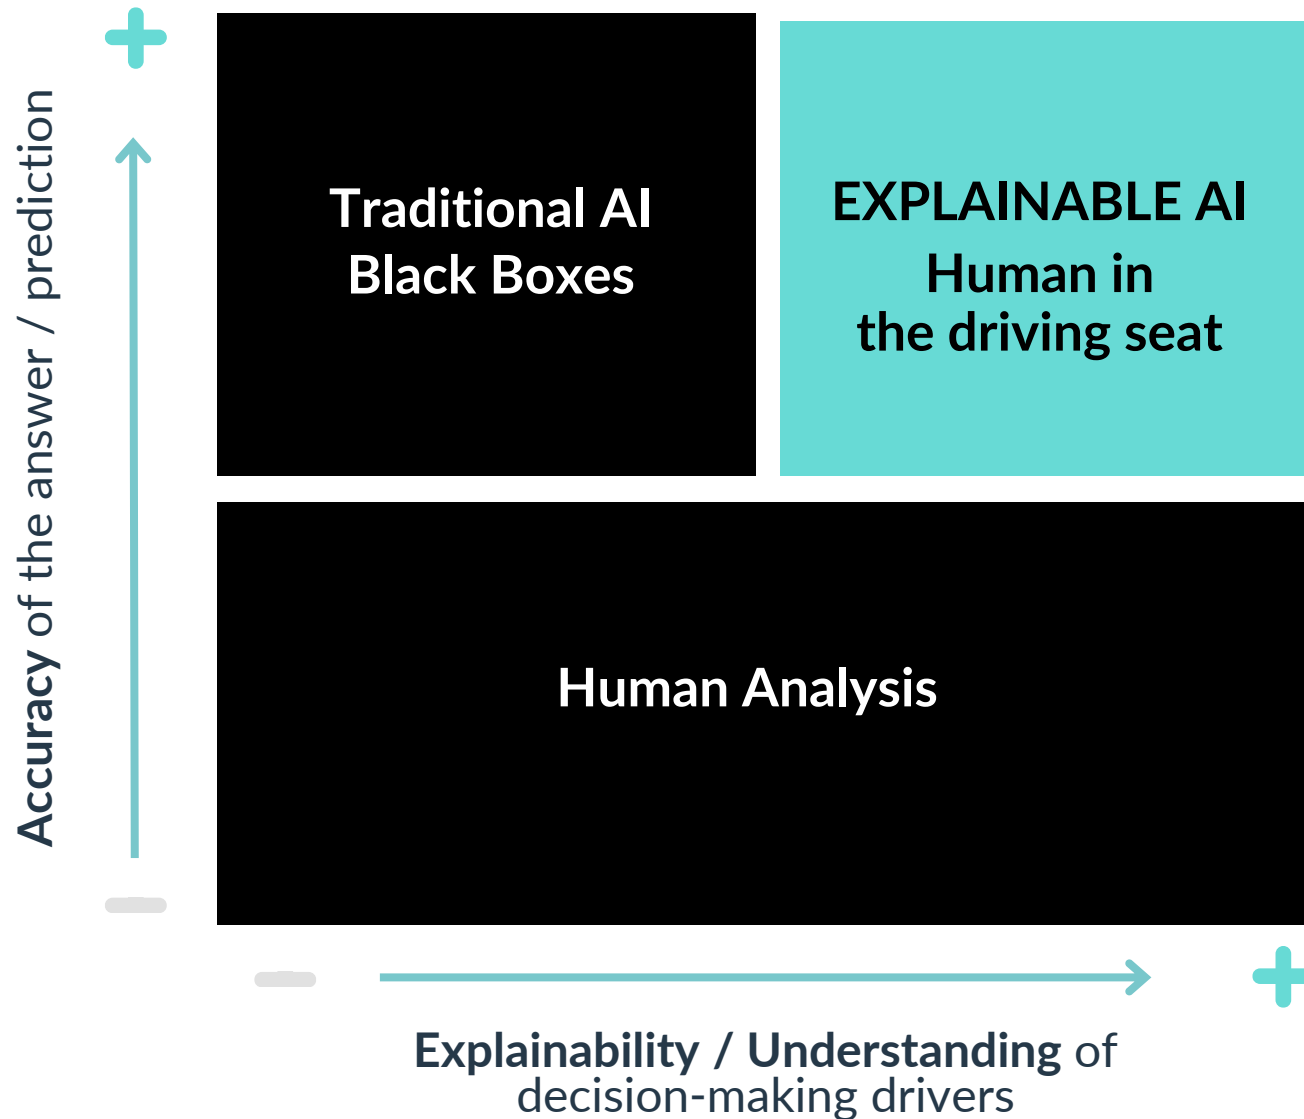 Accuracy of the answer / prediction
Traditional AI
Black Boxes
EXPLAINABLE AI
Human in
the driving seat
Human Analysis
Explainability / Understanding of
decision-making drivers